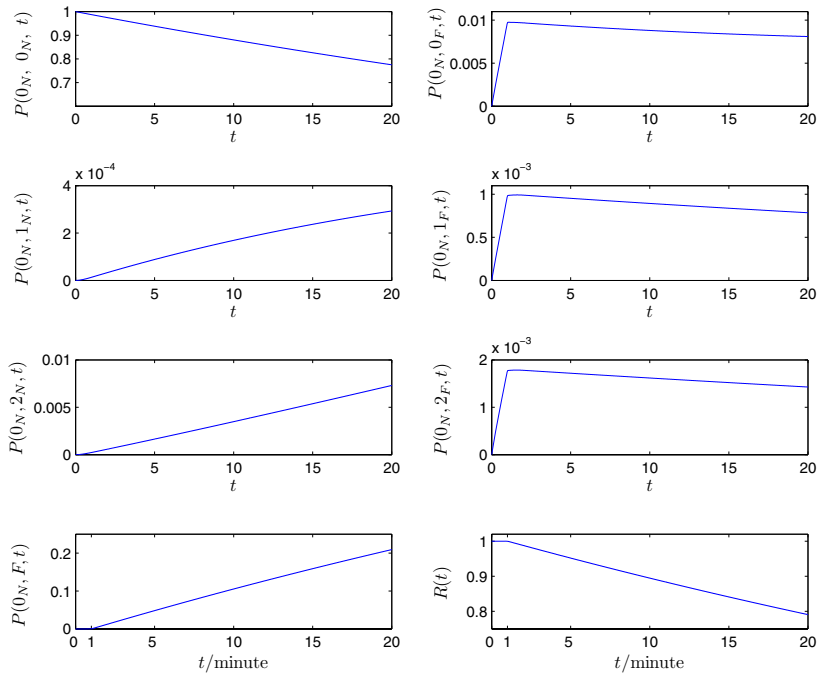 P(0_N, 0_N, t)
1
0.9
0.8
0.7
0 5 10 15 20
t
P(0_N, 0_F, t)
0.01
0.005
0
0 5 10 15 20
t
P(0_N, 1_N, t)
x 10⁻⁴
4
2
0
0 5 10 15 20
t
P(0_N, 1_F, t)
x 10⁻³
1
0.5
0
0 5 10 15 20
t
P(0_N, 2_N, t)
0.01
0.005
0
0 5 10 15 20
t
P(0_N, 2_F, t)
x 10⁻³
2
1
0
0 5 10 15 20
t
P(0_N, F, t)
0.2
0.1
0
0 1 5 10 15 20
t/minute
R(t)
1
0.9
0.8
0 1 5 10 15 20
t/minute